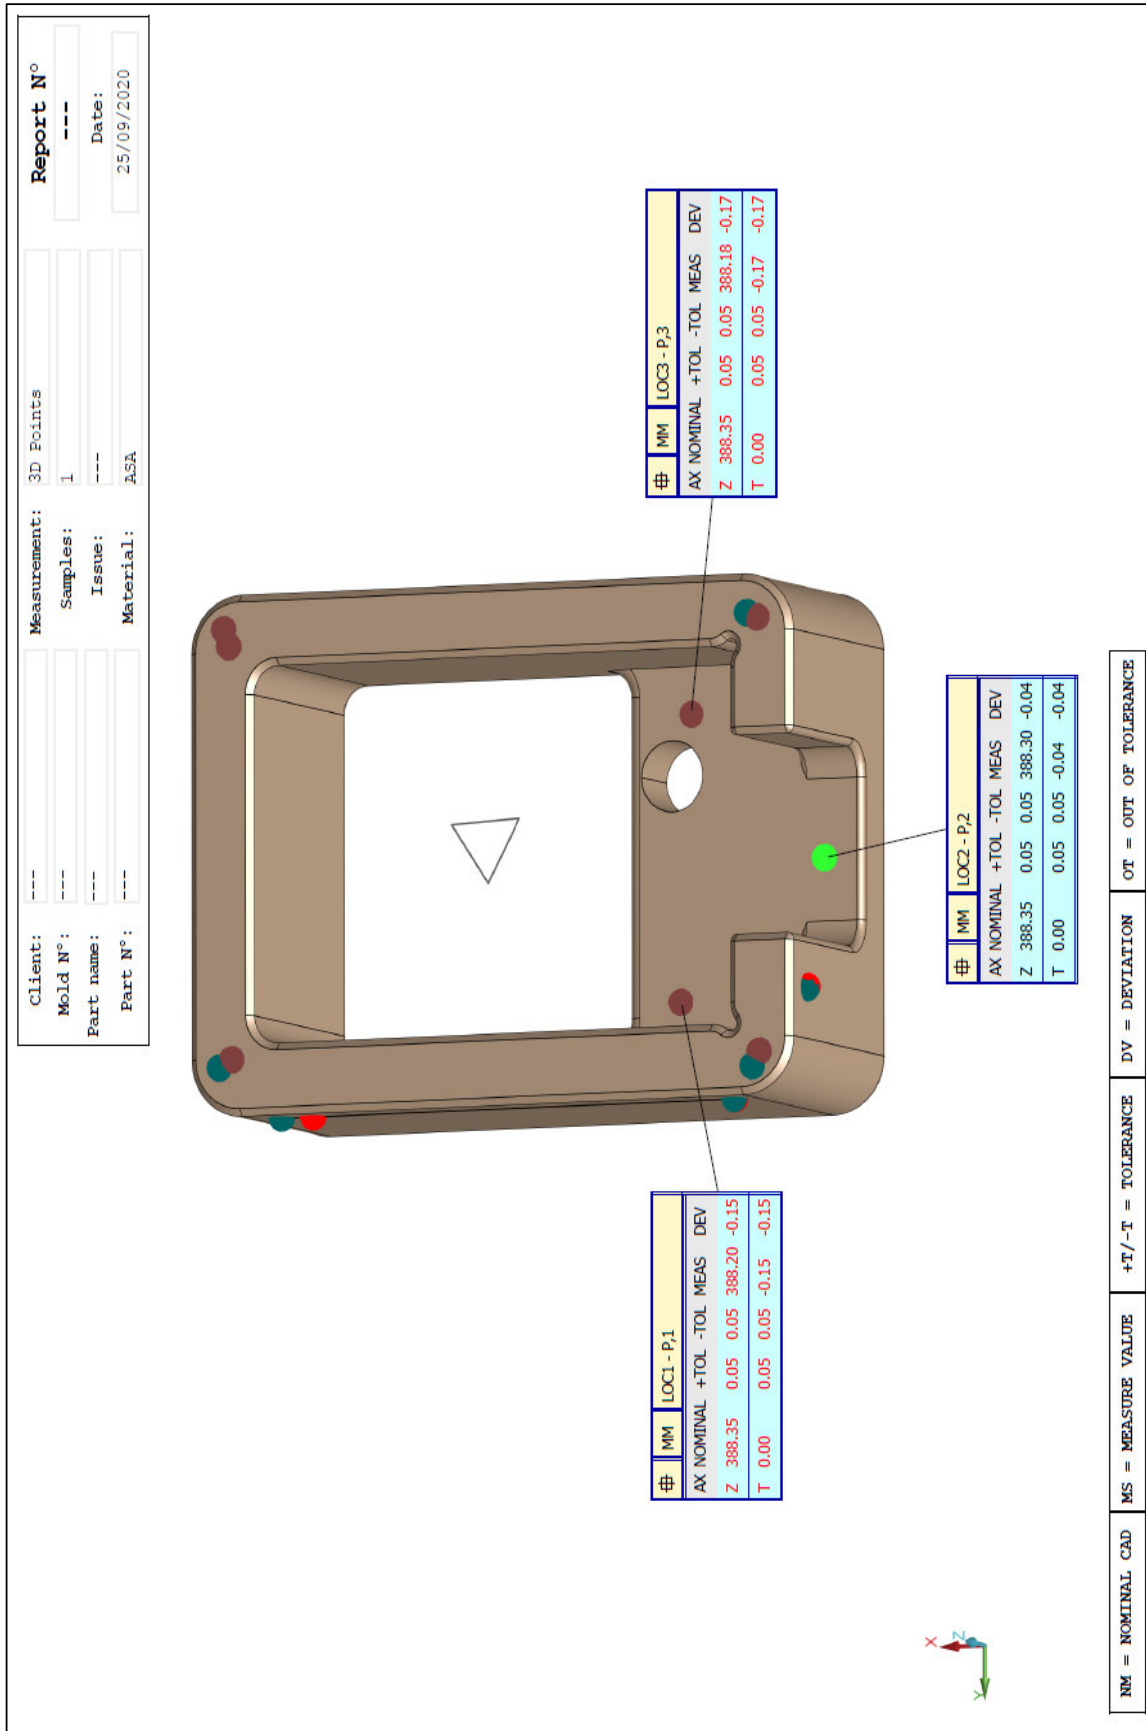 Client: ---
Mold N°: ---
Part name: ---
Part N°: ---
Measurement: 3D Points
Samples: 1
Issue: ---
Material: ASA
Report N°
---
Date:
25/09/2020
MM LOC1 - P,1
AX NOMINAL +TOL -TOL MEAS DEV
Z 388.35 0.05 0.05 388.20 -0.15
T 0.00 0.05 0.05 -0.15 -0.15
MM LOC3 - P,3
AX NOMINAL +TOL -TOL MEAS DEV
Z 388.35 0.05 0.05 388.18 -0.17
T 0.00 0.05 0.05 -0.17 -0.17
MM LOC2 - P,2
AX NOMINAL +TOL -TOL MEAS DEV
Z 388.35 0.05 0.05 388.30 -0.04
T 0.00 0.05 0.05 -0.04 -0.04
X
Z
Y
NM = NOMINAL CAD
MS = MEASURE VALUE
+T/-T = TOLERANCE
DV = DEVIATION
OT = OUT OF TOLERANCE